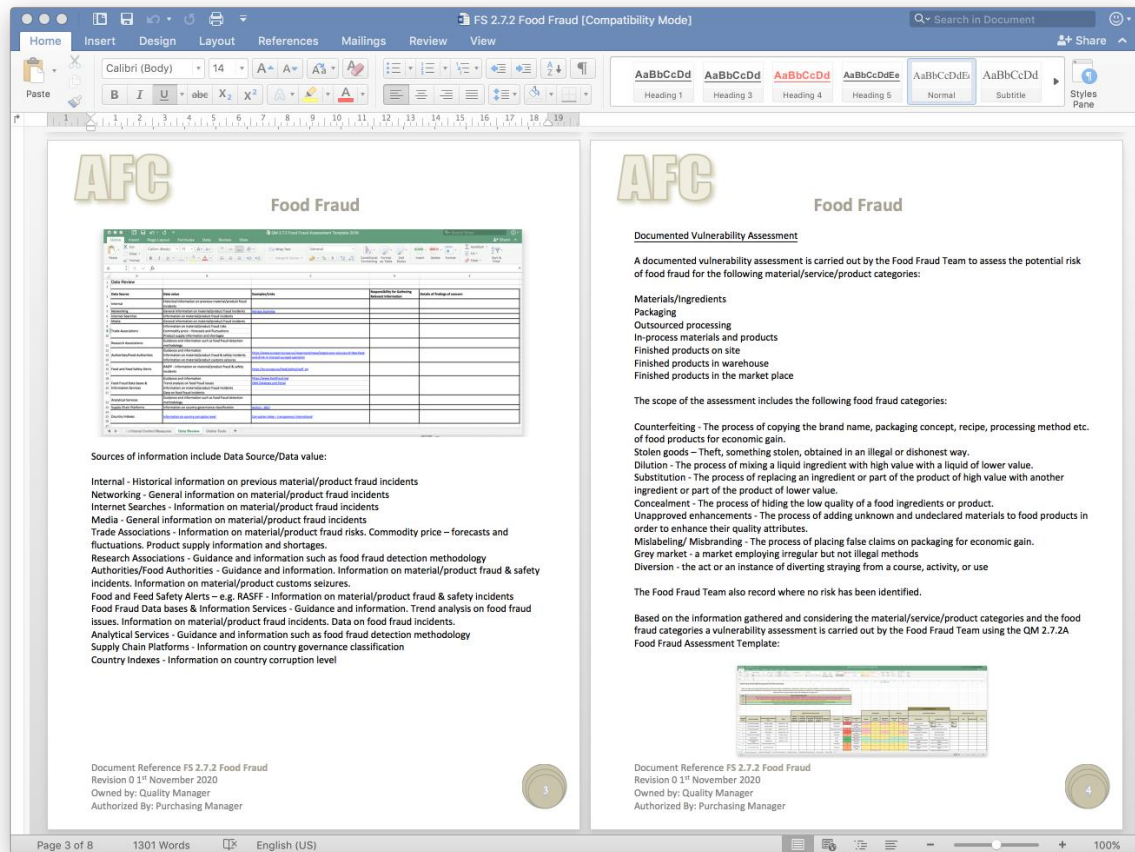 FS 2.7.2 Food Fraud [Compatibility Mode]
Search in Document
Home Insert Design Layout References Mailings Review View
Share
Paste
Calibri (Body) 14
AaBbCcDd AaBbCcDd AaBbCcDd AaBbCcDdEe AaBbCcDdEe AaBbCcDd
Heading 1 Heading 3 Heading 4 Heading 5 Normal Subtitle
Styles Pane
AFC
Food Fraud
Data Review
Sources of information include Data Source/Data value:
Internal - Historical information on previous material/product fraud incidents
Networking - General information on material/product fraud incidents
Internet Searches - Information on material/product fraud incidents
Media - General information on material/product fraud incidents
Trade Associations - Information on material/product fraud risks. Commodity price – forecasts and
fluctuations. Product supply information and shortages.
Research Associations - Guidance and information such as food fraud detection methodology
Authorities/Food Authorities - Guidance and information. Information on material/product fraud & safety
incidents. Information on material/product customs seizures.
Food and Feed Safety Alerts – e.g. RASFF - Information on material/product fraud & safety incidents
Food Fraud Data bases & Information Services - Guidance and information. Trend analysis on food fraud
issues. Information on material/product fraud incidents. Data on food fraud incidents.
Analytical Services - Guidance and information such as food fraud detection methodology
Supply Chain Platforms - Information on country governance classification
Country Indexes - Information on country corruption level
Document Reference FS 2.7.2 Food Fraud
Revision 0 1st November 2020
Owned by: Quality Manager
Authorized By: Purchasing Manager
3
AFC
Food Fraud
Documented Vulnerability Assessment
A documented vulnerability assessment is carried out by the Food Fraud Team to assess the potential risk
of food fraud for the following material/service/product categories:
Materials/Ingredients
Packaging
Outsourced processing
In-process materials and products
Finished products on site
Finished products in warehouse
Finished products in the market place
The scope of the assessment includes the following food fraud categories:
Counterfeiting - The process of copying the brand name, packaging concept, recipe, processing method etc.
of food products for economic gain.
Stolen goods – Theft, something stolen, obtained in an illegal or dishonest way.
Dilution - The process of mixing a liquid ingredient with high value with a liquid of lower value.
Substitution - The process of replacing an ingredient or part of the product of high value with another
ingredient or part of the product of lower value.
Concealment - The process of hiding the low quality of a food ingredients or product.
Unapproved enhancements - The process of adding unknown and undeclared materials to food products in
order to enhance their quality attributes.
Mislabeling/ Misbranding - The process of placing false claims on packaging for economic gain.
Grey market - a market employing irregular but not illegal methods
Diversion - the act or an instance of diverting straying from a course, activity, or use
The Food Fraud Team also record where no risk has been identified.
Based on the information gathered and considering the material/service/product categories and the food
fraud categories a vulnerability assessment is carried out by the Food Fraud Team using the QM 2.7.2A
Food Fraud Assessment Template:
Document Reference FS 2.7.2 Food Fraud
Revision 0 1st November 2020
Owned by: Quality Manager
Authorized By: Purchasing Manager
4
Page 3 of 8 1301 Words English (US) 100%